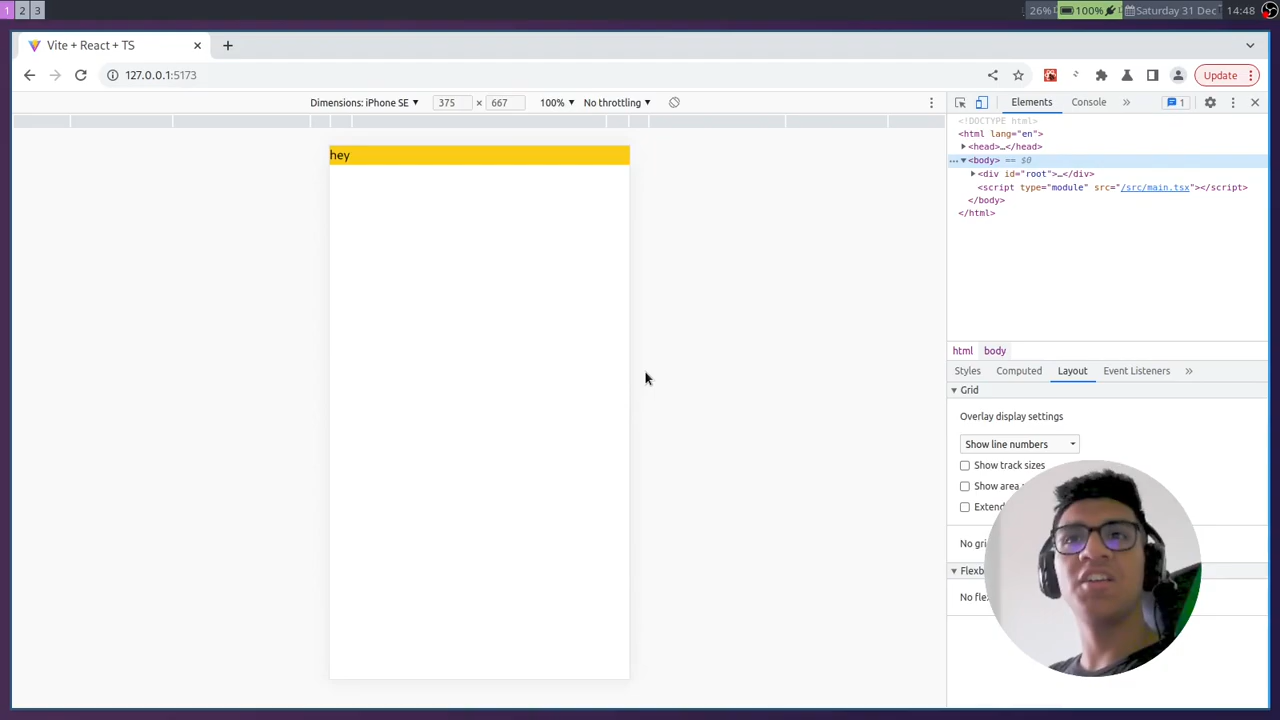 1 2 3
26% 100% Saturday 31 Dec 14:48
Vite + React + TS
127.0.0.1:5173
Update
Dimensions: iPhone SE 375 × 667 100% No throttling
Elements Console » 1
hey
<!DOCTYPE html>
<html lang="en">
<head>…</head>
… <body> == $0
<div id="root">…</div>
<script type="module" src="/src/main.tsx"></script>
</body>
</html>
html body
Styles Computed Layout Event Listeners »
Grid
Overlay display settings
Show line numbers
Show track sizes
Show area
Extend
No
No